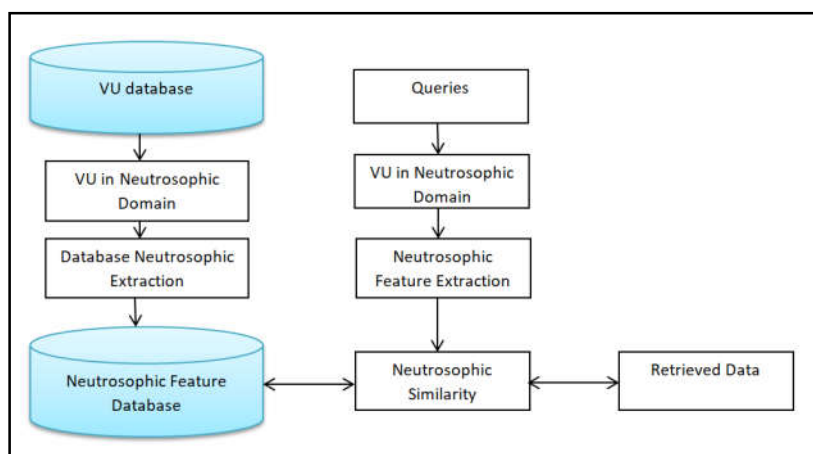 VU database
VU in Neutrosophic
Domain
Database Neutrosophic
Extraction
Neutrosophic Feature
Database
Queries
VU in Neutrosophic
Domain
Neutrosophic
Feature Extraction
Neutrosophic
Similarity
Retrieved Data